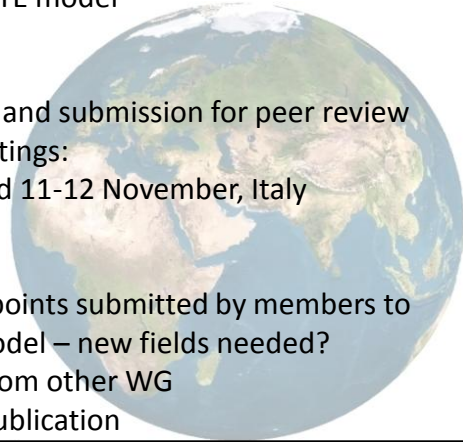 model
and submission for peer review
tings:
d 11-12 November, Italy
points submitted by members to
odel – new fields needed?
om other WG
ublication